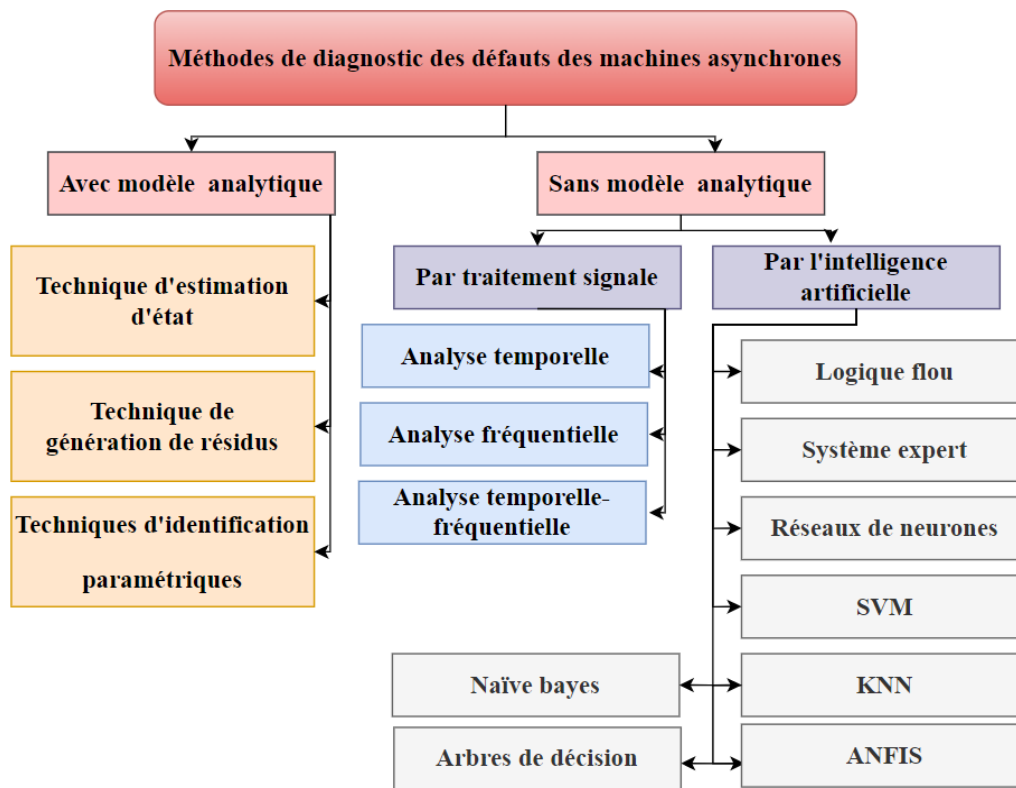 Méthodes de diagnostic des défauts des machines asynchrones
Avec modèle analytique
Sans modèle analytique
Technique d'estimation
d'état
Technique de
génération de résidus
Techniques d'identification
paramétriques
Par traitement signale
Analyse temporelle
Analyse fréquentielle
Analyse temporelle-
fréquentielle
Par l'intelligence
artificielle
Logique flou
Système expert
Réseaux de neurones
SVM
Naïve bayes
KNN
Arbres de décision
ANFIS